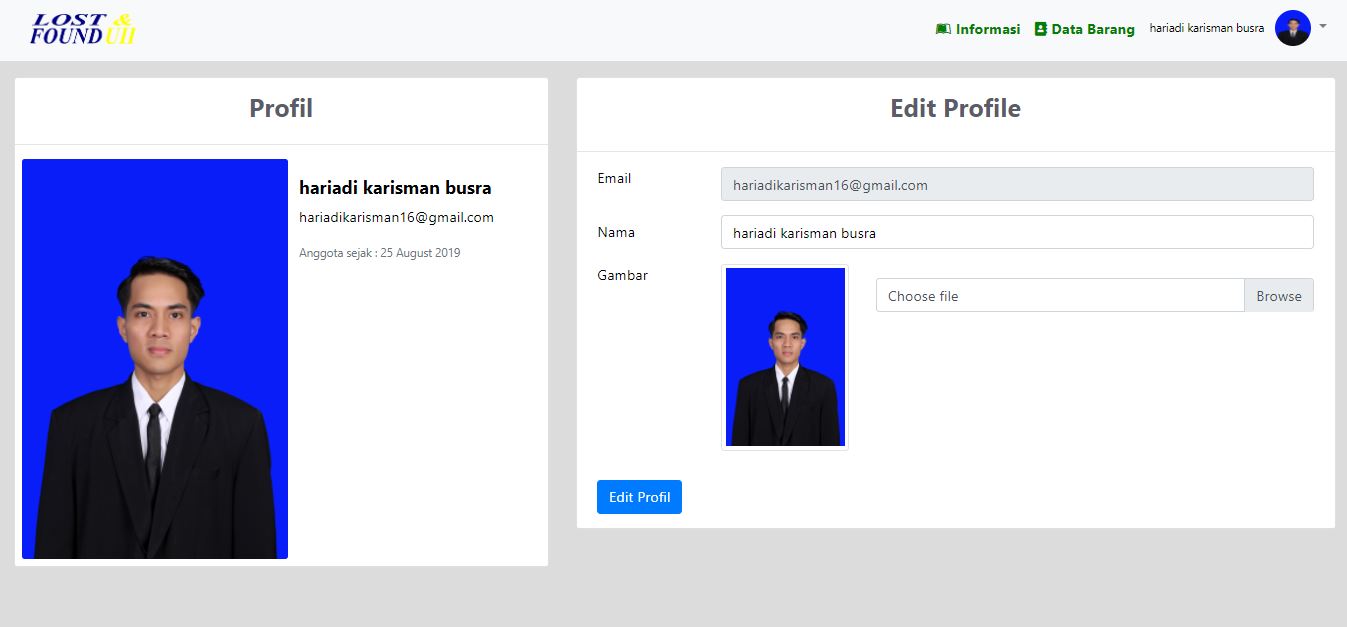 LOST &
FOUND UII
Informasi
Data Barang
hariadi karisman busra
Profil
hariadi karisman busra
hariadikarisman16@gmail.com
Anggota sejak : 25 August 2019
Edit Profile
Email
hariadikarisman16@gmail.com
Nama
hariadi karisman busra
Gambar
Choose file
Browse
Edit Profil